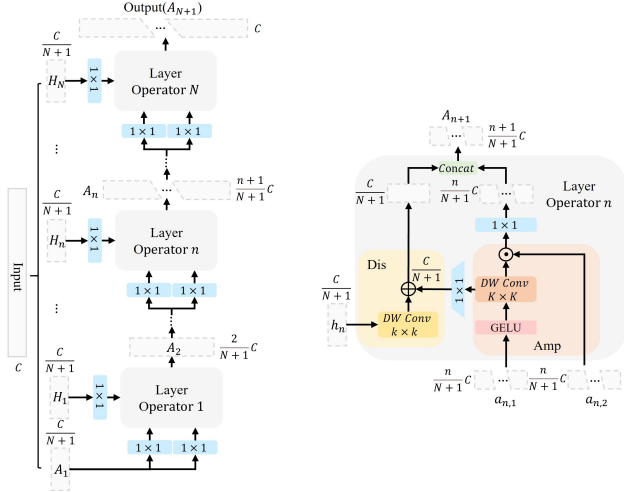 Output(A_{N+1})
C
C/(N+1)
H_N
1 × 1
Layer
Operator N
1 × 1 1 × 1
...
A_n ... (n+1)/(N+1) C
C/(N+1)
H_n
1 × 1
Layer
Operator n
1 × 1 1 × 1
...
A_2 2/(N+1) C
C/(N+1)
H_1
1 × 1
Layer
Operator 1
1 × 1 1 × 1
C/(N+1)
A_1
Input
C
A_{n+1}
... (n+1)/(N+1) C
Concat
C/(N+1) n/(N+1) C ...
Layer
Operator n
1 × 1
Dis
C/(N+1)
1 × 1
⊕
⊙
C/(N+1)
h_n
DW Conv
k × k
DW Conv
K × K
GELU
Amp
n/(N+1) C ... n/(N+1) C ...
a_{n,1} a_{n,2}